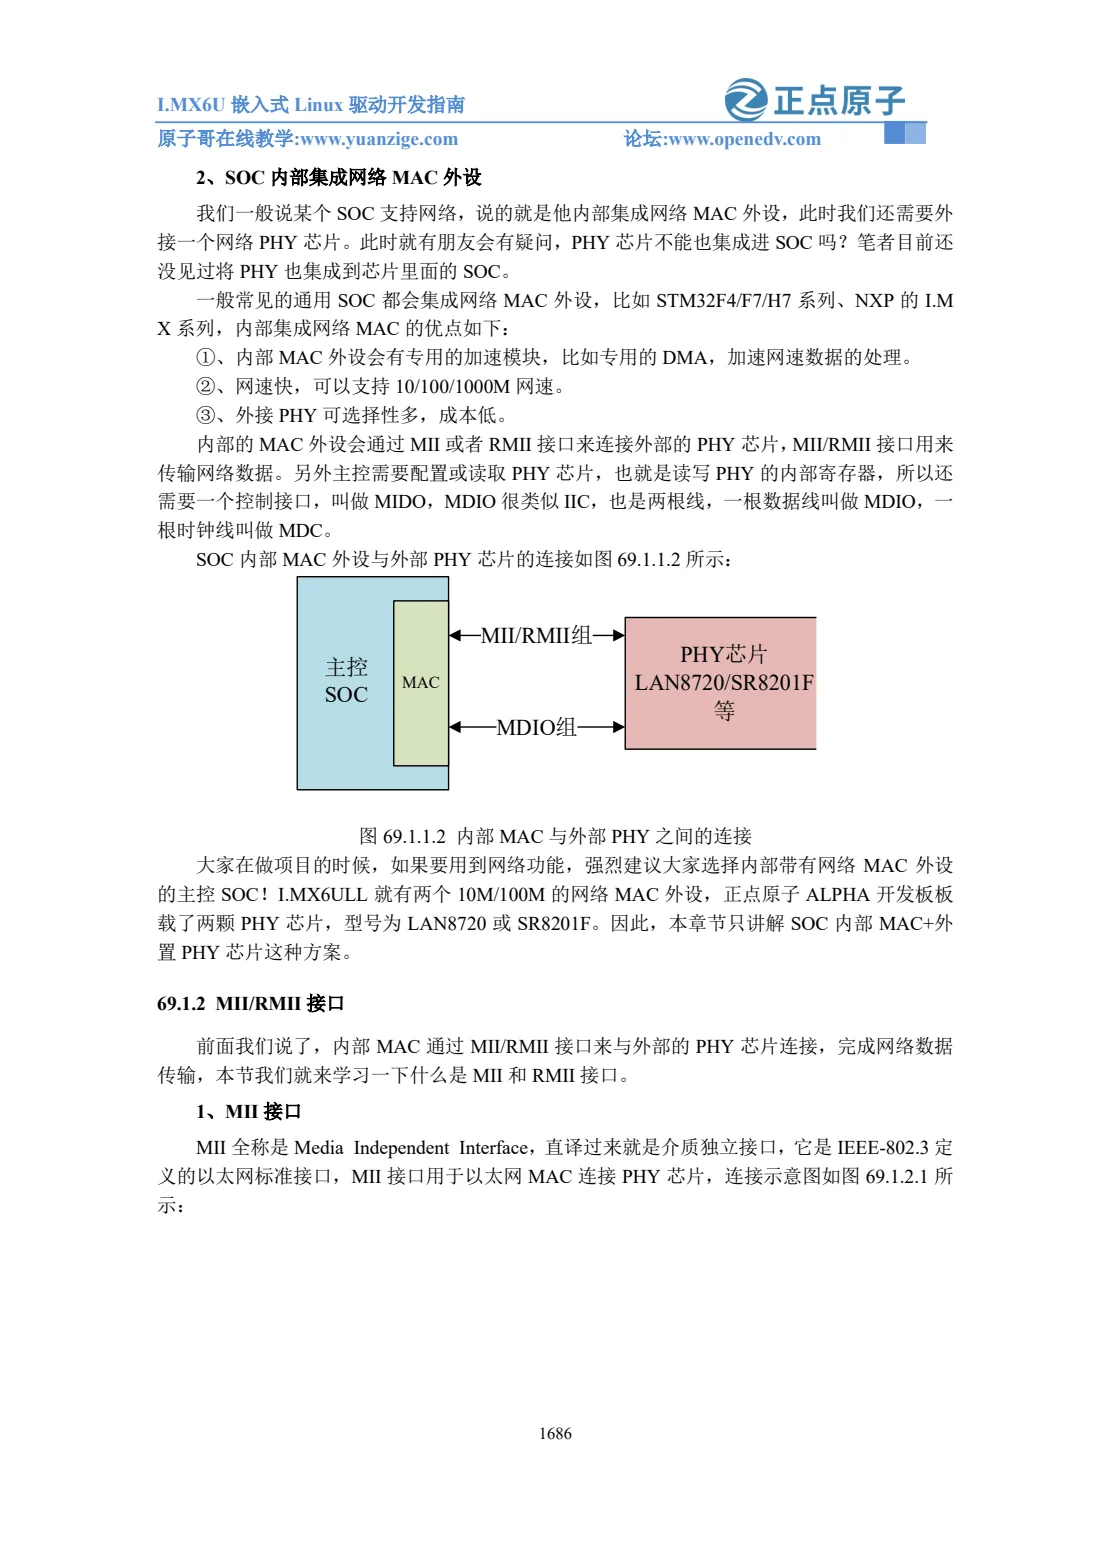 I.MX6U 嵌入式 Linux 驱动开发指南
正点原子
原子哥在线教学:www.yuanzige.com 论坛:www.openedv.com
2、SOC 内部集成网络 MAC 外设
我们一般说某个 SOC 支持网络，说的就是他内部集成网络 MAC 外设，此时我们还需要外
接一个网络 PHY 芯片。此时就有朋友会有疑问，PHY 芯片不能也集成进 SOC 吗？笔者目前还
没见过将 PHY 也集成到芯片里面的 SOC。
一般常见的通用 SOC 都会集成网络 MAC 外设，比如 STM32F4/F7/H7 系列、NXP 的 I.M
X 系列，内部集成网络 MAC 的优点如下：
①、内部 MAC 外设会有专用的加速模块，比如专用的 DMA，加速网速数据的处理。
②、网速快，可以支持 10/100/1000M 网速。
③、外接 PHY 可选择性多，成本低。
内部的 MAC 外设会通过 MII 或者 RMII 接口来连接外部的 PHY 芯片，MII/RMII 接口用来
传输网络数据。另外主控需要配置或读取 PHY 芯片，也就是读写 PHY 的内部寄存器，所以还
需要一个控制接口，叫做 MIDO，MDIO 很类似 IIC，也是两根线，一根数据线叫做 MDIO，一
根时钟线叫做 MDC。
SOC 内部 MAC 外设与外部 PHY 芯片的连接如图 69.1.1.2 所示：
主控
SOC
MAC
MII/RMII组
MDIO组
PHY芯片
LAN8720/SR8201F
等
图 69.1.1.2 内部 MAC 与外部 PHY 之间的连接
大家在做项目的时候，如果要用到网络功能，强烈建议大家选择内部带有网络 MAC 外设
的主控 SOC！I.MX6ULL 就有两个 10M/100M 的网络 MAC 外设，正点原子 ALPHA 开发板板
载了两颗 PHY 芯片，型号为 LAN8720 或 SR8201F。因此，本章节只讲解 SOC 内部 MAC+外
置 PHY 芯片这种方案。
69.1.2 MII/RMII 接口
前面我们说了，内部 MAC 通过 MII/RMII 接口来与外部的 PHY 芯片连接，完成网络数据
传输，本节我们就来学习一下什么是 MII 和 RMII 接口。
1、MII 接口
MII 全称是 Media Independent Interface，直译过来就是介质独立接口，它是 IEEE-802.3 定
义的以太网标准接口，MII 接口用于以太网 MAC 连接 PHY 芯片，连接示意图如图 69.1.2.1 所
示：
1686